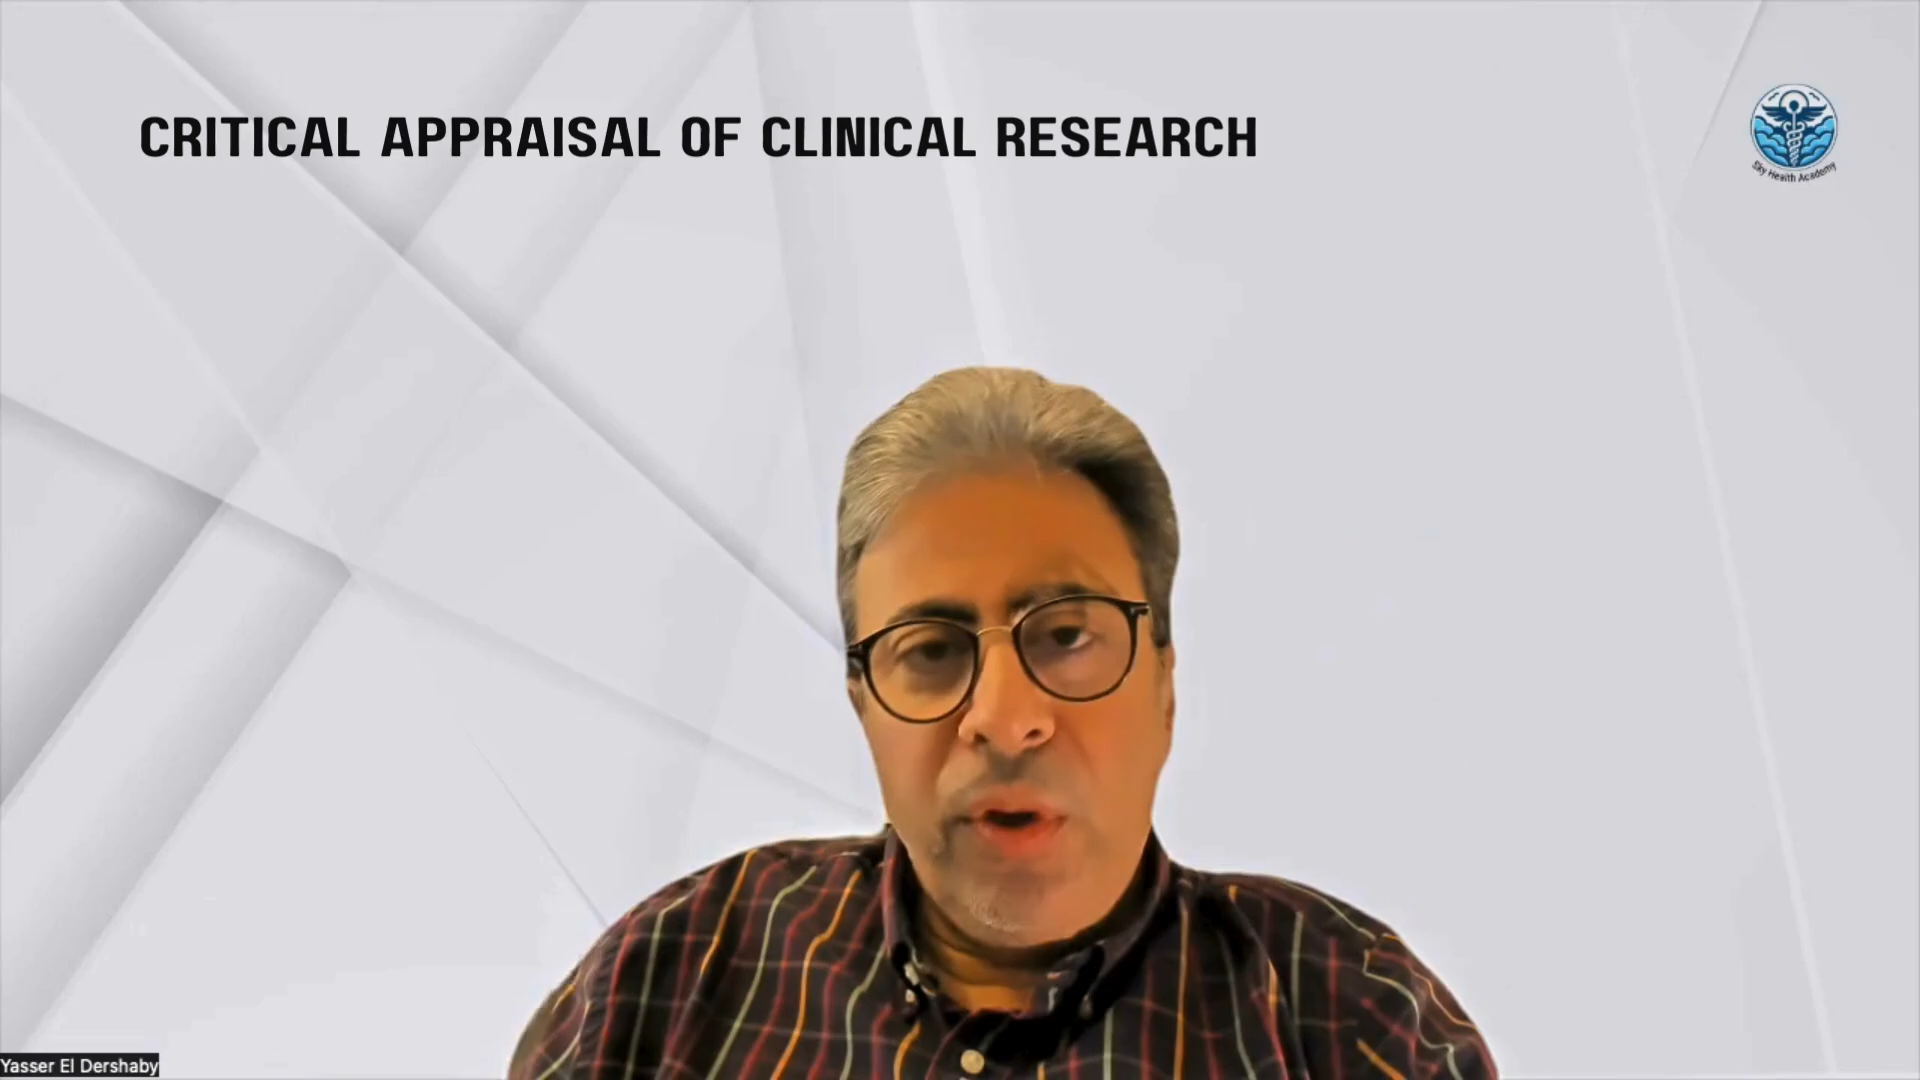 CRITICAL APPRAISAL OF CLINICAL RESEARCH
Sky Health Academy
Yasser El Dershaby